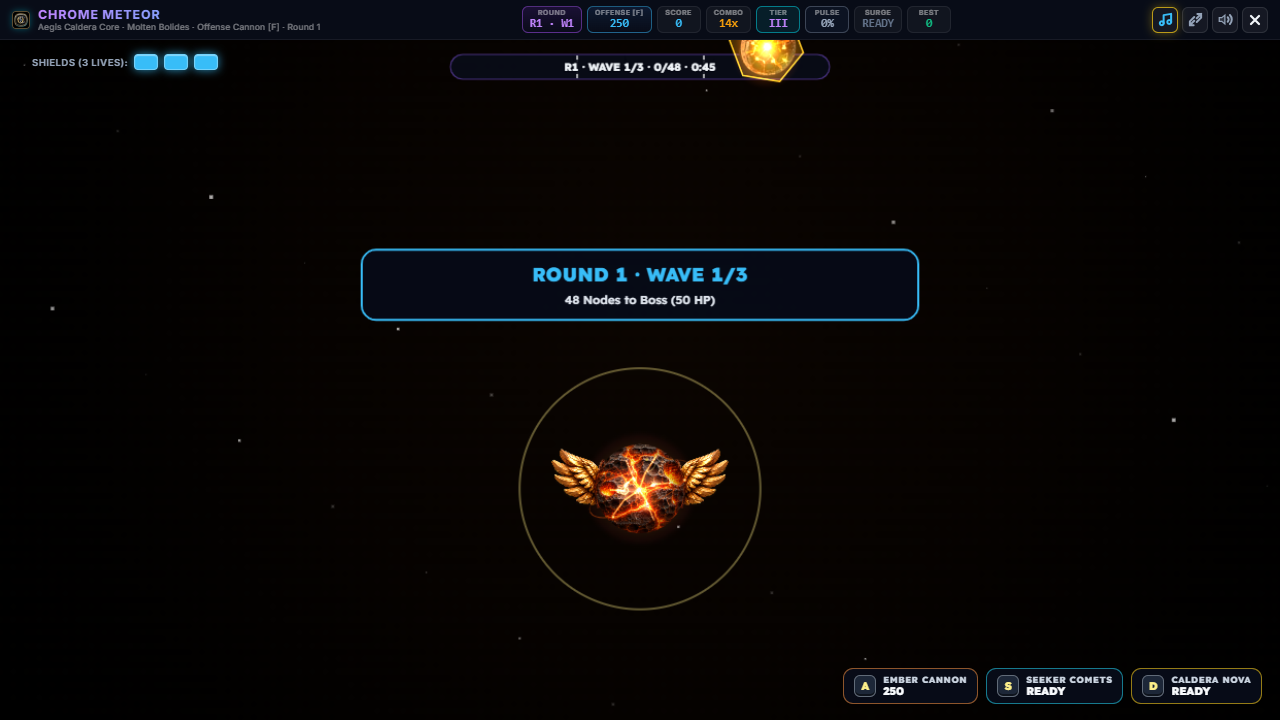 CHROME METEOR
Aegis Caldera Core · Molten Bolides · Offense Cannon [F] · Round 1
ROUND
R1 · W1
OFFENSE [F]
250
SCORE
0
COMBO
14x
TIER
III
PULSE
0%
SURGE
READY
BEST
0
SHIELDS (3 LIVES):
R1 · WAVE 1/3 · 0/48 · 0:45
ROUND 1 · WAVE 1/3
48 Nodes to Boss (50 HP)
A
EMBER CANNON
250
S
SEEKER COMETS
READY
D
CALDERA NOVA
READY